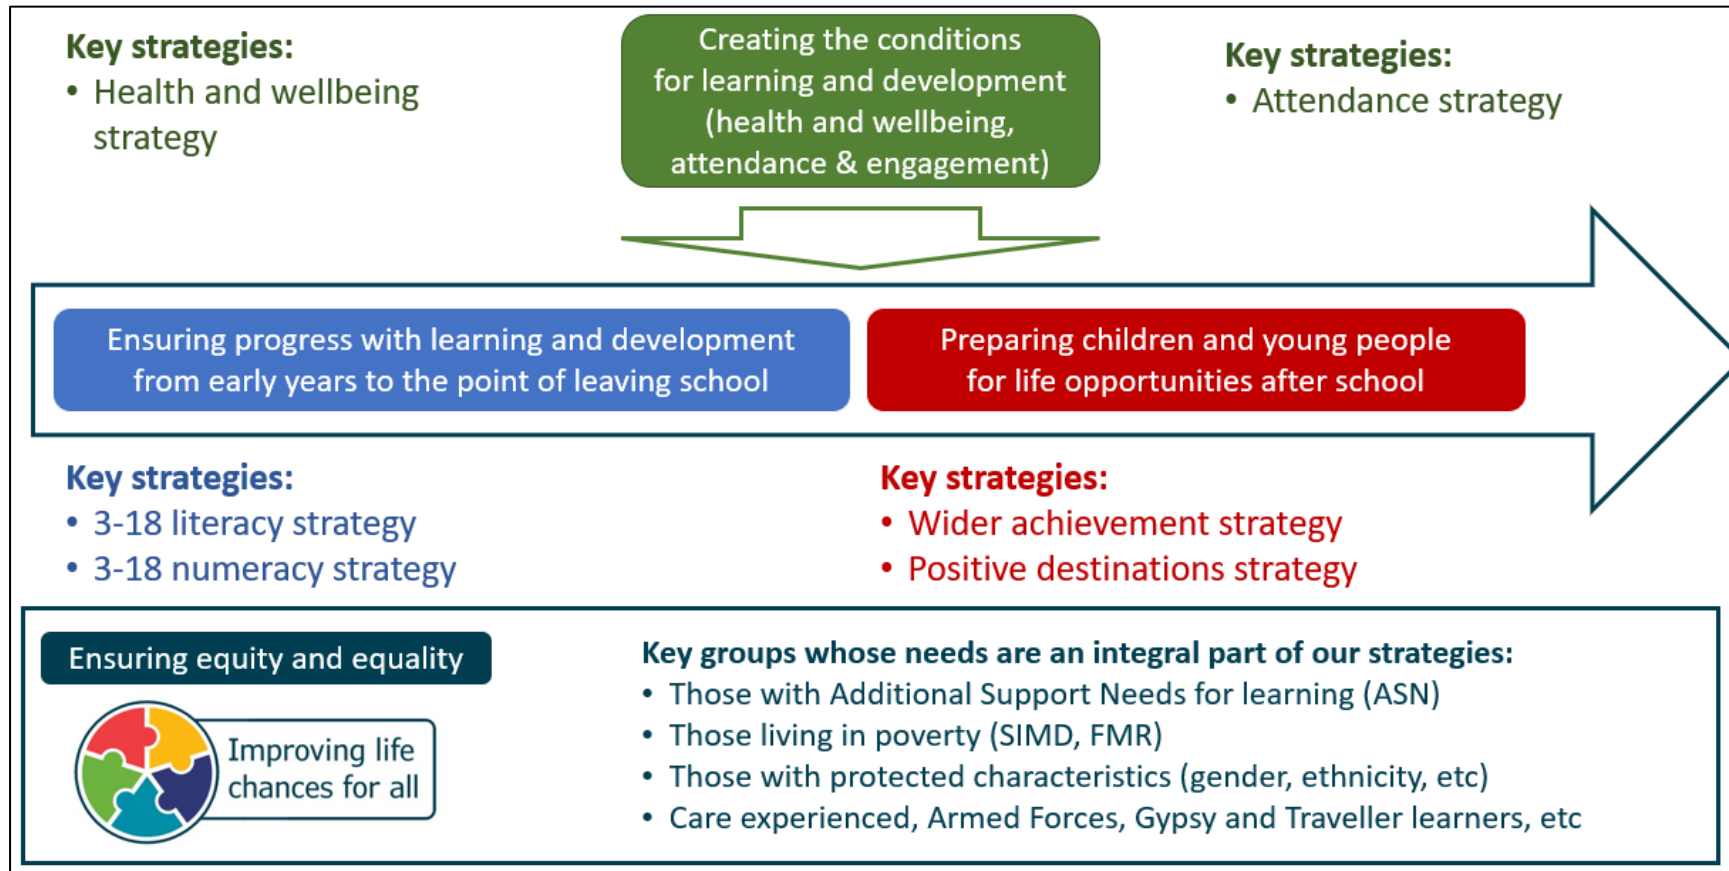 Key strategies:
• Health and wellbeing
strategy
Creating the conditions
for learning and development
(health and wellbeing,
attendance & engagement)
Key strategies:
• Attendance strategy
Ensuring progress with learning and development
from early years to the point of leaving school
Preparing children and young people
for life opportunities after school
Key strategies:
• 3-18 literacy strategy
• 3-18 numeracy strategy
Key strategies:
• Wider achievement strategy
• Positive destinations strategy
Ensuring equity and equality
Improving life
chances for all
Key groups whose needs are an integral part of our strategies:
• Those with Additional Support Needs for learning (ASN)
• Those living in poverty (SIMD, FMR)
• Those with protected characteristics (gender, ethnicity, etc)
• Care experienced, Armed Forces, Gypsy and Traveller learners, etc